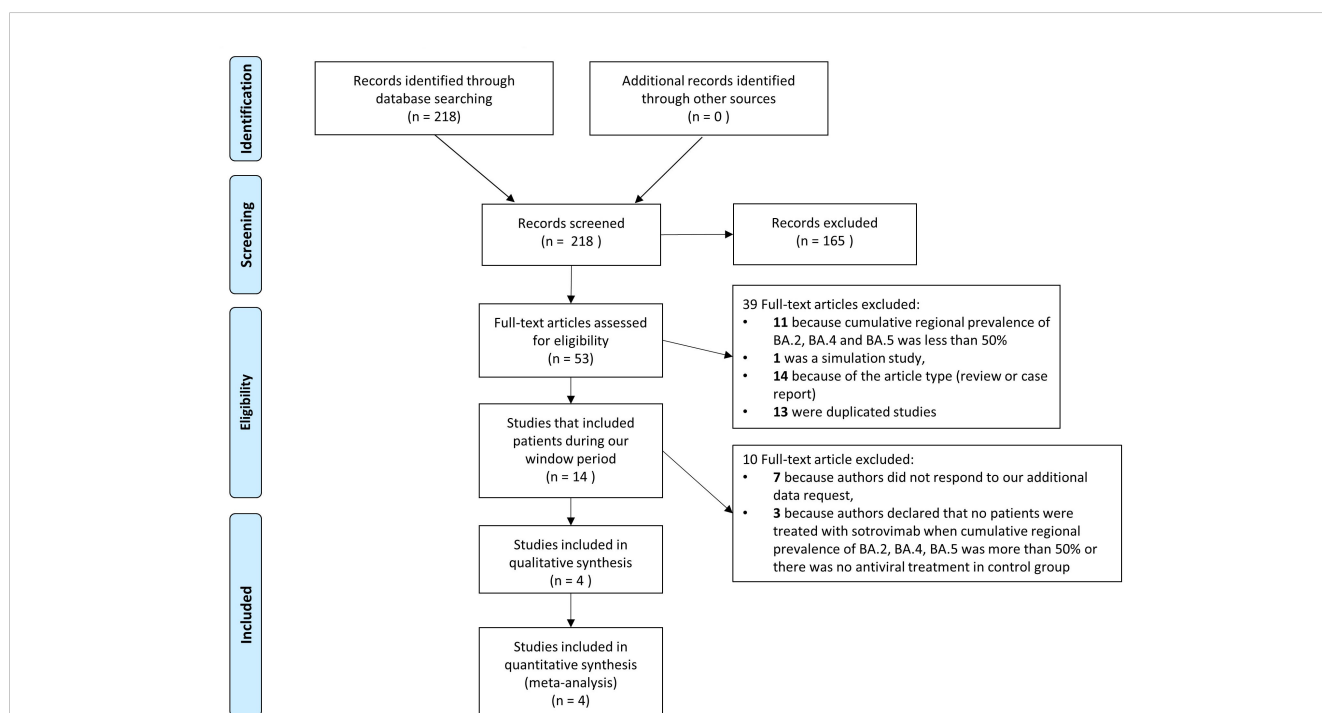 Identification
Records identified through
database searching
(n = 218)
Additional records identified
through other sources
(n = 0 )
Screening
Records screened
(n =  218 )
Records excluded
(n = 165 )
Eligibility
Full-text articles assessed
for eligibility
(n = 53)
39 Full-text articles excluded:
• 11 because cumulative regional prevalence of
BA.2, BA.4 and BA.5 was less than 50%
• 1 was a simulation study,
• 14 because of the article type (review or case
report)
• 13 were duplicated studies
Studies that included
patients during our
window period
(n = 14 )
10 Full-text article excluded:
• 7 because authors did not respond to our additional
data request,
• 3 because authors declared that no patients were
treated with sotrovimab when cumulative regional
prevalence of BA.2, BA.4, BA.5 was more than 50% or
there was no antiviral treatment in control group
Included
Studies included in
qualitative synthesis
(n = 4 )
Studies included in
quantitative synthesis
(meta-analysis)
(n = 4)